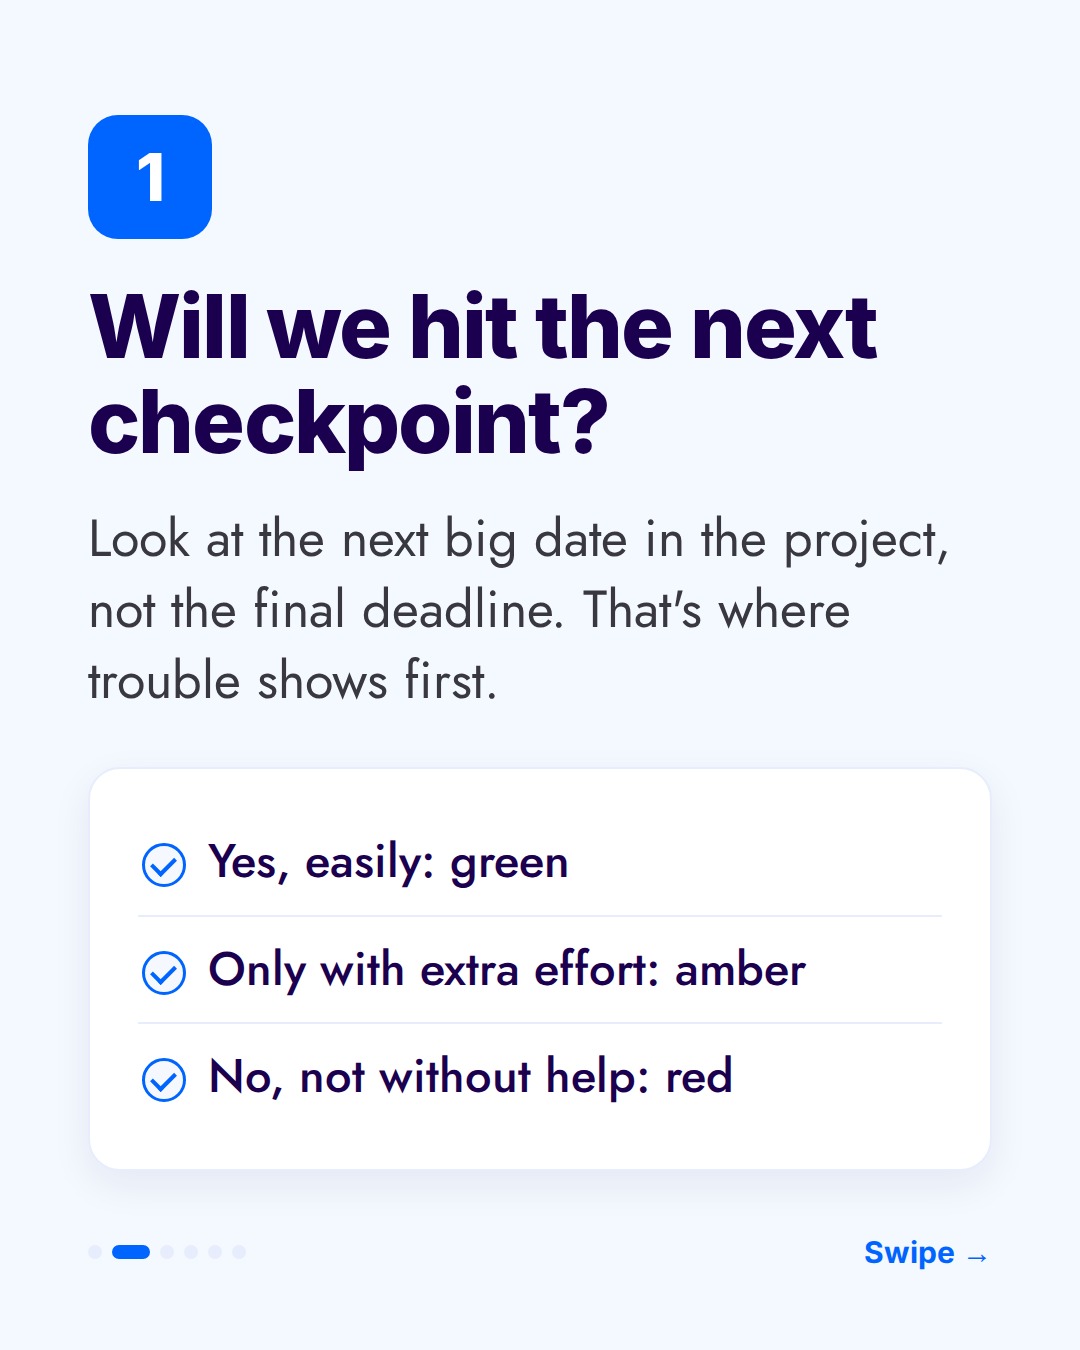 1
Will we hit the next
checkpoint?
Look at the next big date in the project,
not the final deadline. That's where
trouble shows first.
Yes, easily: green
Only with extra effort: amber
No, not without help: red
Swipe →